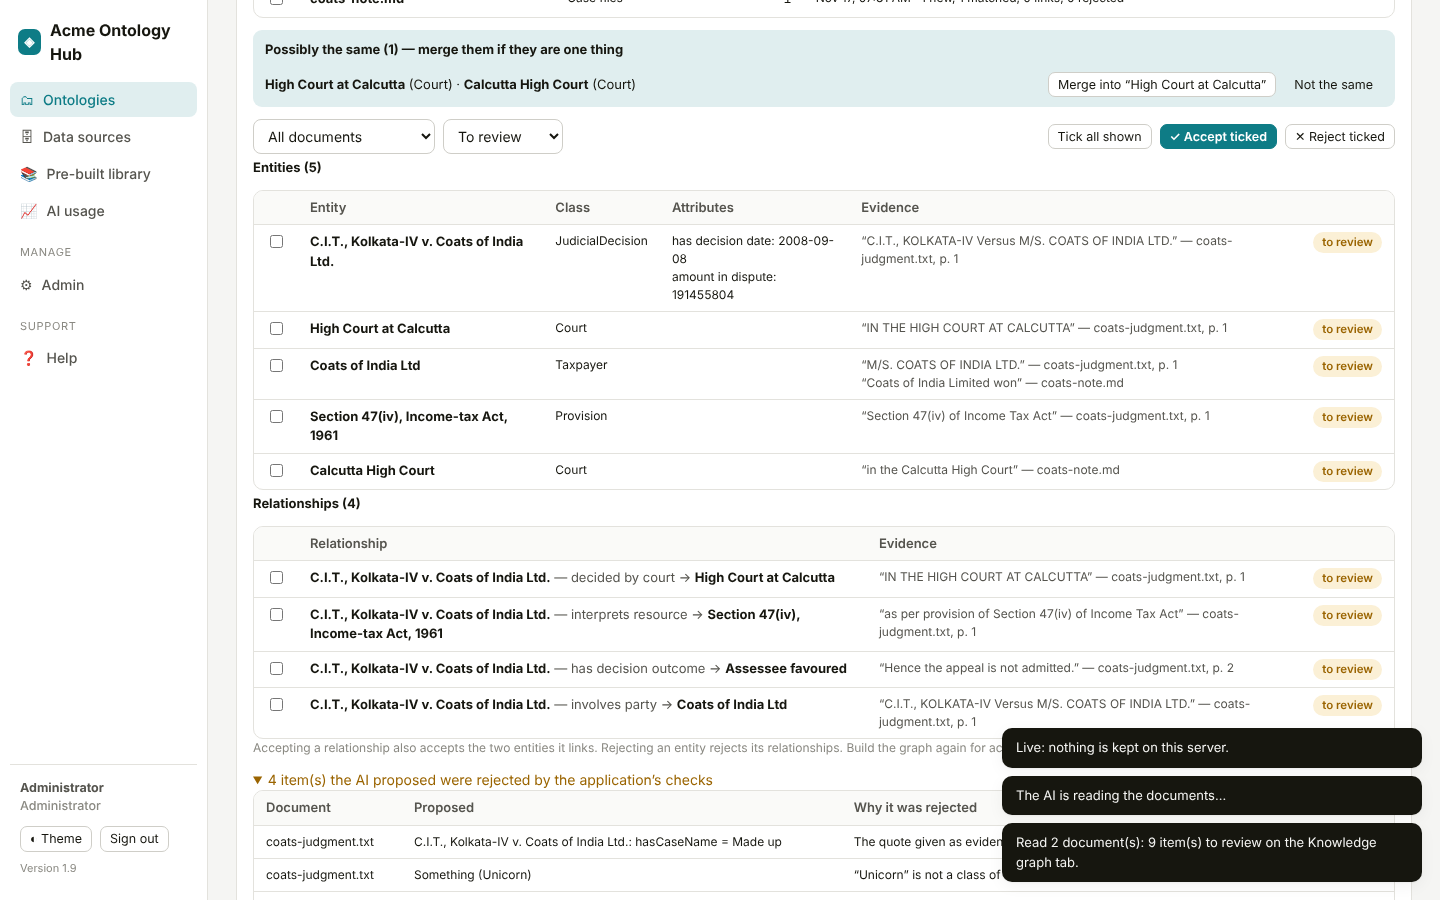 Acme Ontology
Hub
Ontologies
Data sources
Pre-built library
AI usage
MANAGE
Admin
SUPPORT
Help
Administrator
Administrator
Theme
Sign out
Version 1.9
Possibly the same (1) — merge them if they are one thing
High Court at Calcutta (Court) · Calcutta High Court (Court)
Merge into “High Court at Calcutta”
Not the same
All documents
To review
Tick all shown
✓ Accept ticked
✕ Reject ticked
Entities (5)
Entity Class Attributes Evidence
C.I.T., Kolkata-IV v. Coats of India
Ltd.
JudicialDecision
has decision date: 2008-09-
08
amount in dispute:
191455804
“C.I.T., KOLKATA-IV Versus M/S. COATS OF INDIA LTD.” — coats-
judgment.txt, p. 1
to review
High Court at Calcutta
Court
“IN THE HIGH COURT AT CALCUTTA” — coats-judgment.txt, p. 1
to review
Coats of India Ltd
Taxpayer
“M/S. COATS OF INDIA LTD.” — coats-judgment.txt, p. 1
“Coats of India Limited won” — coats-note.md
to review
Section 47(iv), Income-tax Act,
1961
Provision
“Section 47(iv) of Income Tax Act” — coats-judgment.txt, p. 1
to review
Calcutta High Court
Court
“in the Calcutta High Court” — coats-note.md
to review
Relationships (4)
Relationship Evidence
C.I.T., Kolkata-IV v. Coats of India Ltd. — decided by court → High Court at Calcutta
“IN THE HIGH COURT AT CALCUTTA” — coats-judgment.txt, p. 1
to review
C.I.T., Kolkata-IV v. Coats of India Ltd. — interprets resource → Section 47(iv),
Income-tax Act, 1961
“as per provision of Section 47(iv) of Income Tax Act” — coats-
judgment.txt, p. 1
to review
C.I.T., Kolkata-IV v. Coats of India Ltd. — has decision outcome → Assessee favoured
“Hence the appeal is not admitted.” — coats-judgment.txt, p. 2
to review
C.I.T., Kolkata-IV v. Coats of India Ltd. — involves party → Coats of India Ltd
“C.I.T., KOLKATA-IV Versus M/S. COATS OF INDIA LTD.” — coats-
judgment.txt, p. 1
to review
Accepting a relationship also accepts the two entities it links. Rejecting an entity rejects its relationships. Build the graph again for
▼ 4 item(s) the AI proposed were rejected by the application’s checks
Document Proposed Why it was rejected
coats-judgment.txt C.I.T., Kolkata-IV v. Coats of India Ltd.: hasCaseName = Made up The quote given as
coats-judgment.txt Something (Unicorn) “Unicorn” is not a class of
Live: nothing is kept on this server.
The AI is reading the documents...
Read 2 document(s): 9 item(s) to review on the Knowledge
graph tab.